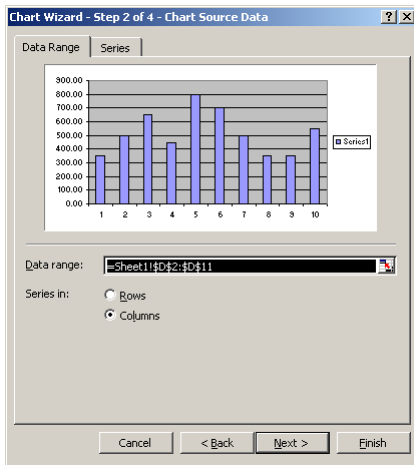 Chart Wizard - Step 2 of 4 - Chart Source Data
Data Range Series
900.00
800.00
700.00
600.00
500.00
400.00
300.00
200.00
100.00
0.00
1 2 3 4 5 6 7 8 9 10
Series1
Data range: =Sheet1!$D$2:$D$11
Series in: Rows
Columns
Cancel < Back Next > Finish